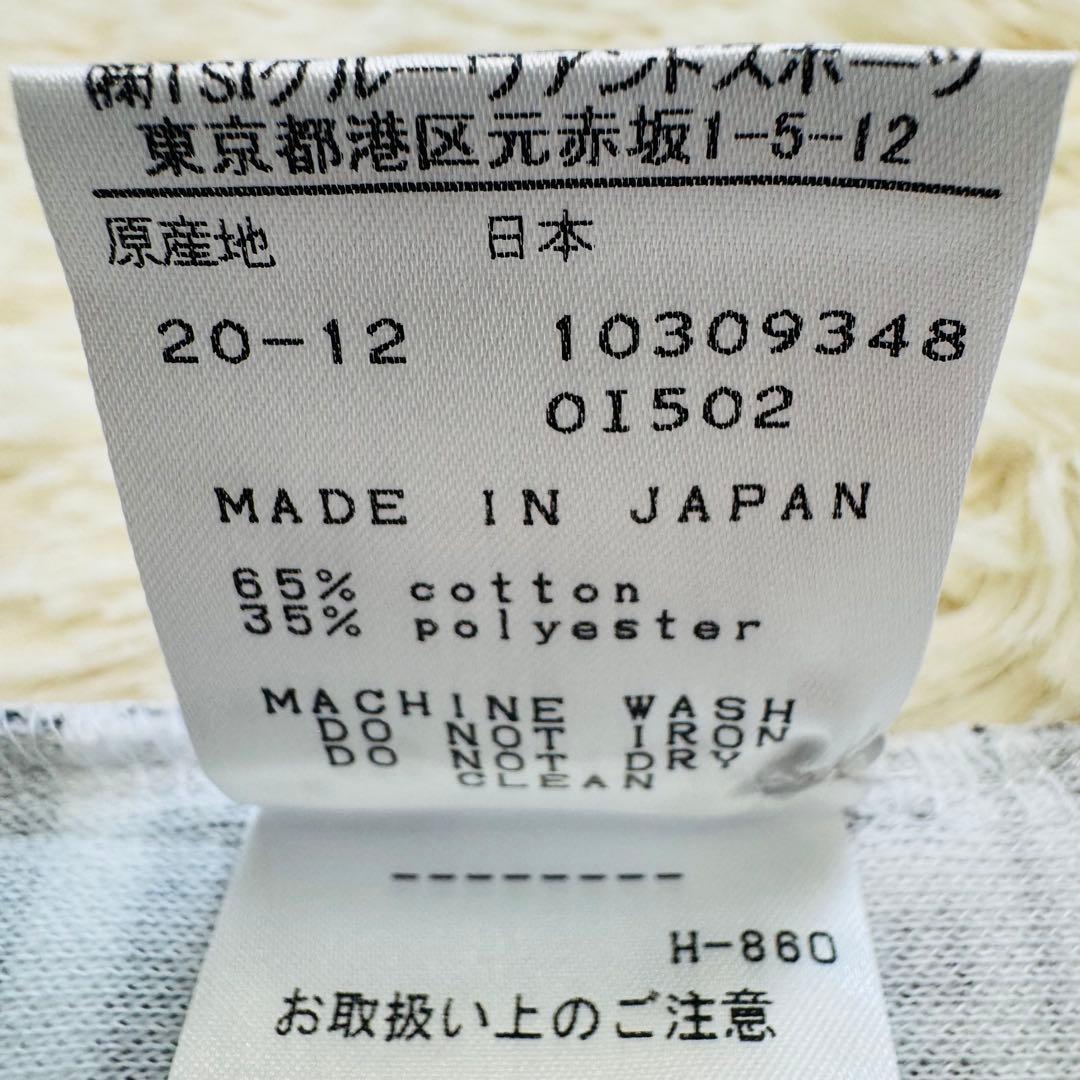 ㈱TSIグルーヴアンドスポーツ
東京都港区元赤坂1-5-12
原産地 日本
20-12 10309348
01502
MADE IN JAPAN
65% cotton
35% polyester
MACHINE WASH
DO NOT IRON
DO NOT DRY
CLEAN
--------
H-860
お取扱い上のご注意